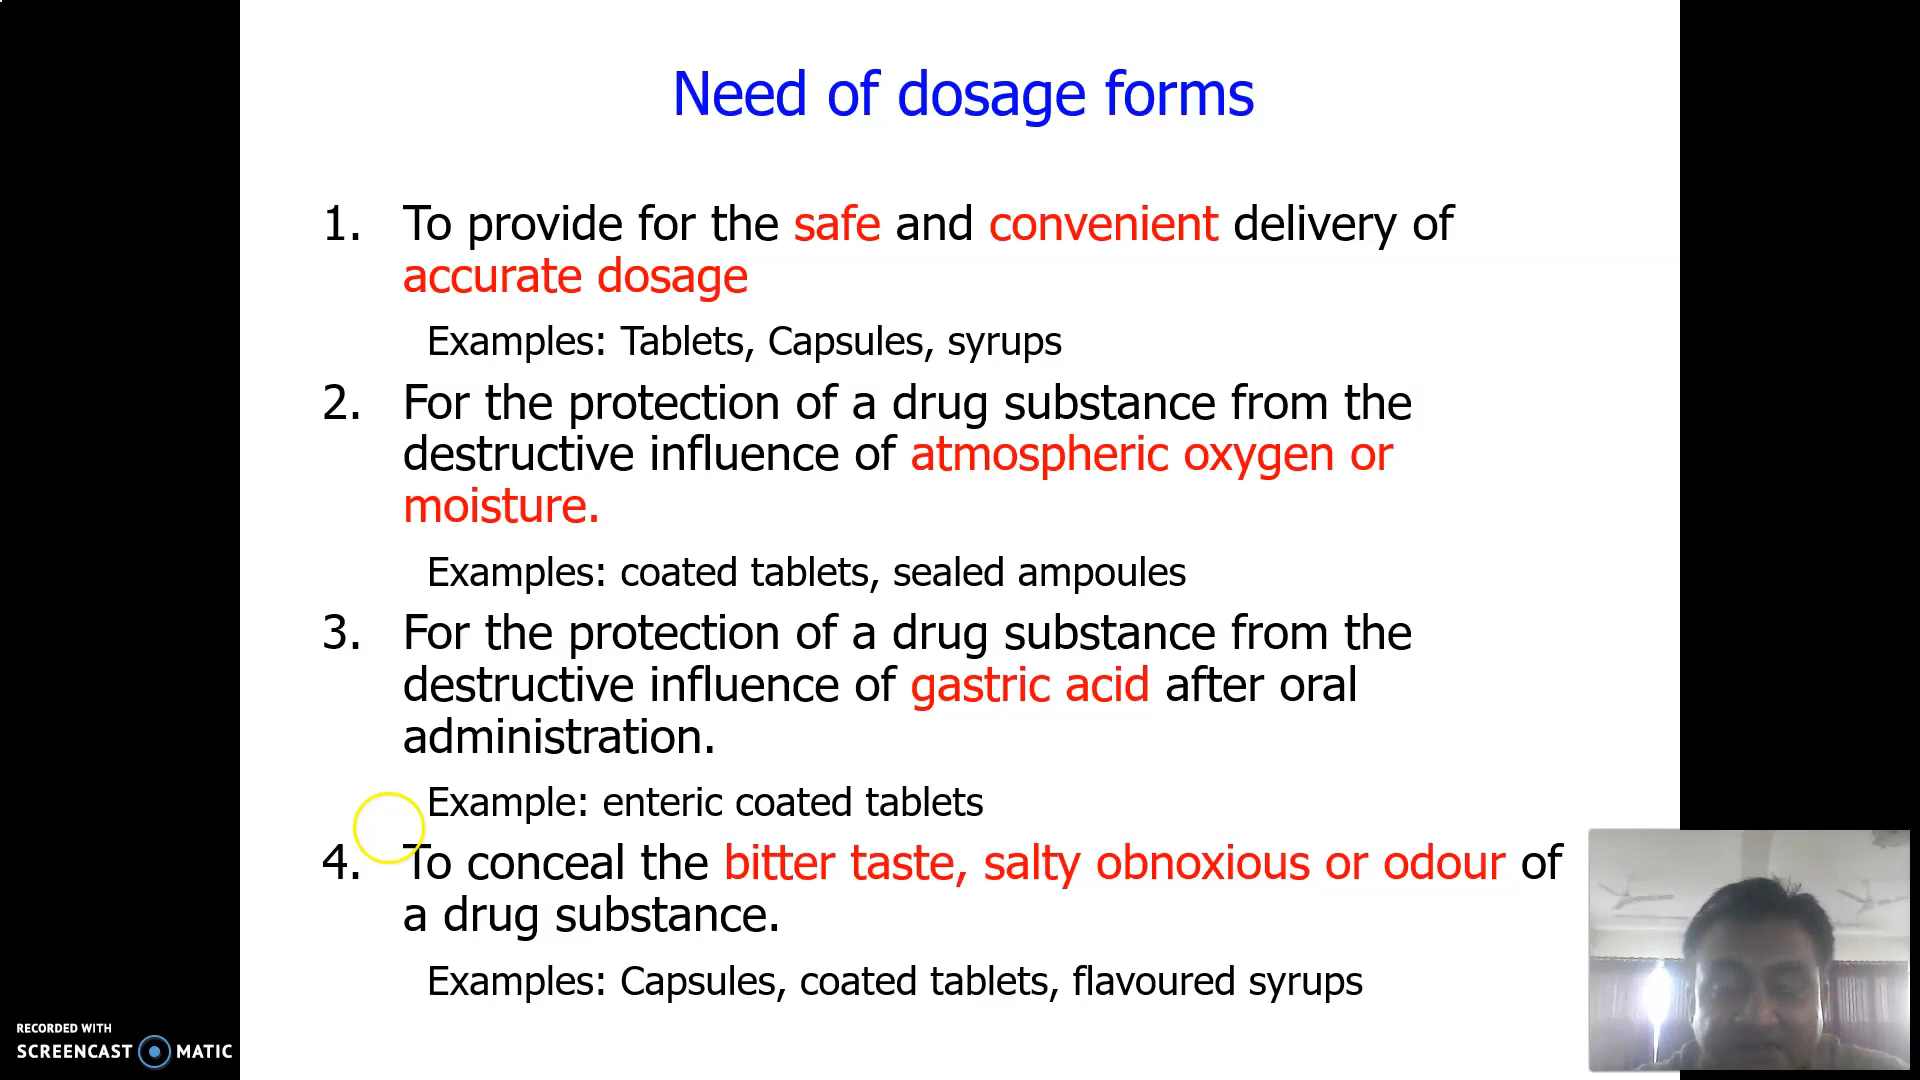 Need of dosage forms
1. To provide for the safe and convenient delivery of
accurate dosage
Examples: Tablets, Capsules, syrups
2. For the protection of a drug substance from the
destructive influence of atmospheric oxygen or
moisture.
Examples: coated tablets, sealed ampoules
3. For the protection of a drug substance from the
destructive influence of gastric acid after oral
administration.
Example: enteric coated tablets
4. To conceal the bitter taste, salty obnoxious or odour of
a drug substance.
Examples: Capsules, coated tablets, flavoured syrups
RECORDED WITH
SCREENCAST MATIC